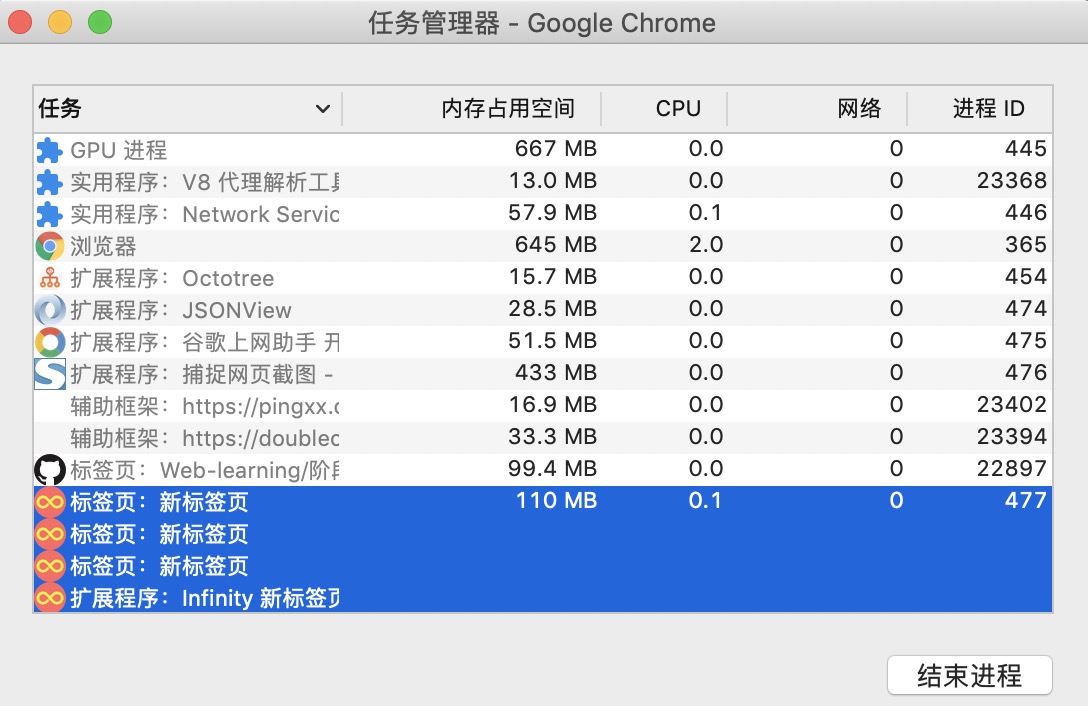 任务管理器 - Google Chrome
任务 内存占用空间 CPU 网络 进程 ID
GPU 进程 667 MB 0.0 0 445
实用程序：V8 代理解析工具 13.0 MB 0.0 0 23368
实用程序：Network Servic 57.9 MB 0.1 0 446
浏览器 645 MB 2.0 0 365
扩展程序：Octotree 15.7 MB 0.0 0 454
扩展程序：JSONView 28.5 MB 0.0 0 474
扩展程序：谷歌上网助手 开 51.5 MB 0.0 0 475
扩展程序：捕捉网页截图 - 433 MB 0.0 0 476
辅助框架：https://pingxx.c 16.9 MB 0.0 0 23402
辅助框架：https://doublec 33.3 MB 0.0 0 23394
标签页：Web-learning/阶段 99.4 MB 0.0 0 22897
标签页：新标签页 110 MB 0.1 0 477
标签页：新标签页
标签页：新标签页
扩展程序：Infinity 新标签页
结束进程